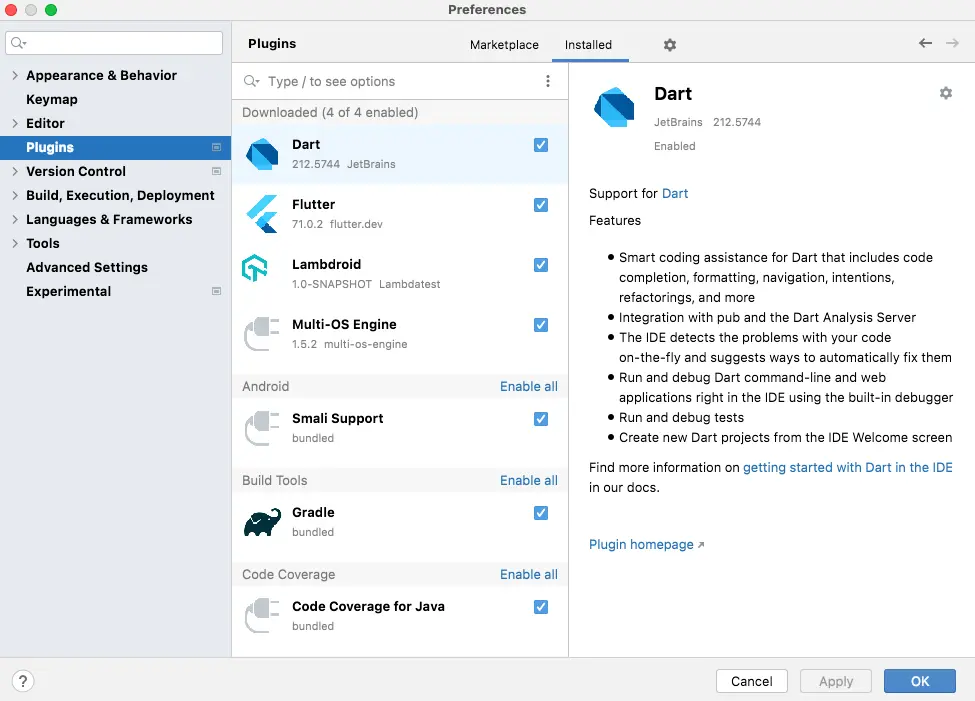 Preferences
Appearance & Behavior
Keymap
Editor
Plugins
Version Control
Build, Execution, Deployment
Languages & Frameworks
Tools
Advanced Settings
Experimental
?
Plugins
Marketplace
Installed
Type / to see options
Downloaded (4 of 4 enabled)
Dart
212.5744 JetBrains
Flutter
71.0.2 flutter.dev
Lambdroid
1.0-SNAPSHOT Lambdatest
Multi-OS Engine
1.5.2 multi-os-engine
Android Enable all
Smali Support
bundled
Build Tools Enable all
Gradle
bundled
Code Coverage Enable all
Code Coverage for Java
bundled
Dart
JetBrains 212.5744
Enabled
Support for Dart
Features
• Smart coding assistance for Dart that includes code
completion, formatting, navigation, intentions,
refactorings, and more
• Integration with pub and the Dart Analysis Server
• The IDE detects the problems with your code
on-the-fly and suggests ways to automatically fix them
• Run and debug Dart command-line and web
applications right in the IDE using the built-in debugger
• Run and debug tests
• Create new Dart projects from the IDE Welcome screen
Find more information on getting started with Dart in the IDE
in our docs.
Plugin homepage ↗
Cancel
Apply
OK